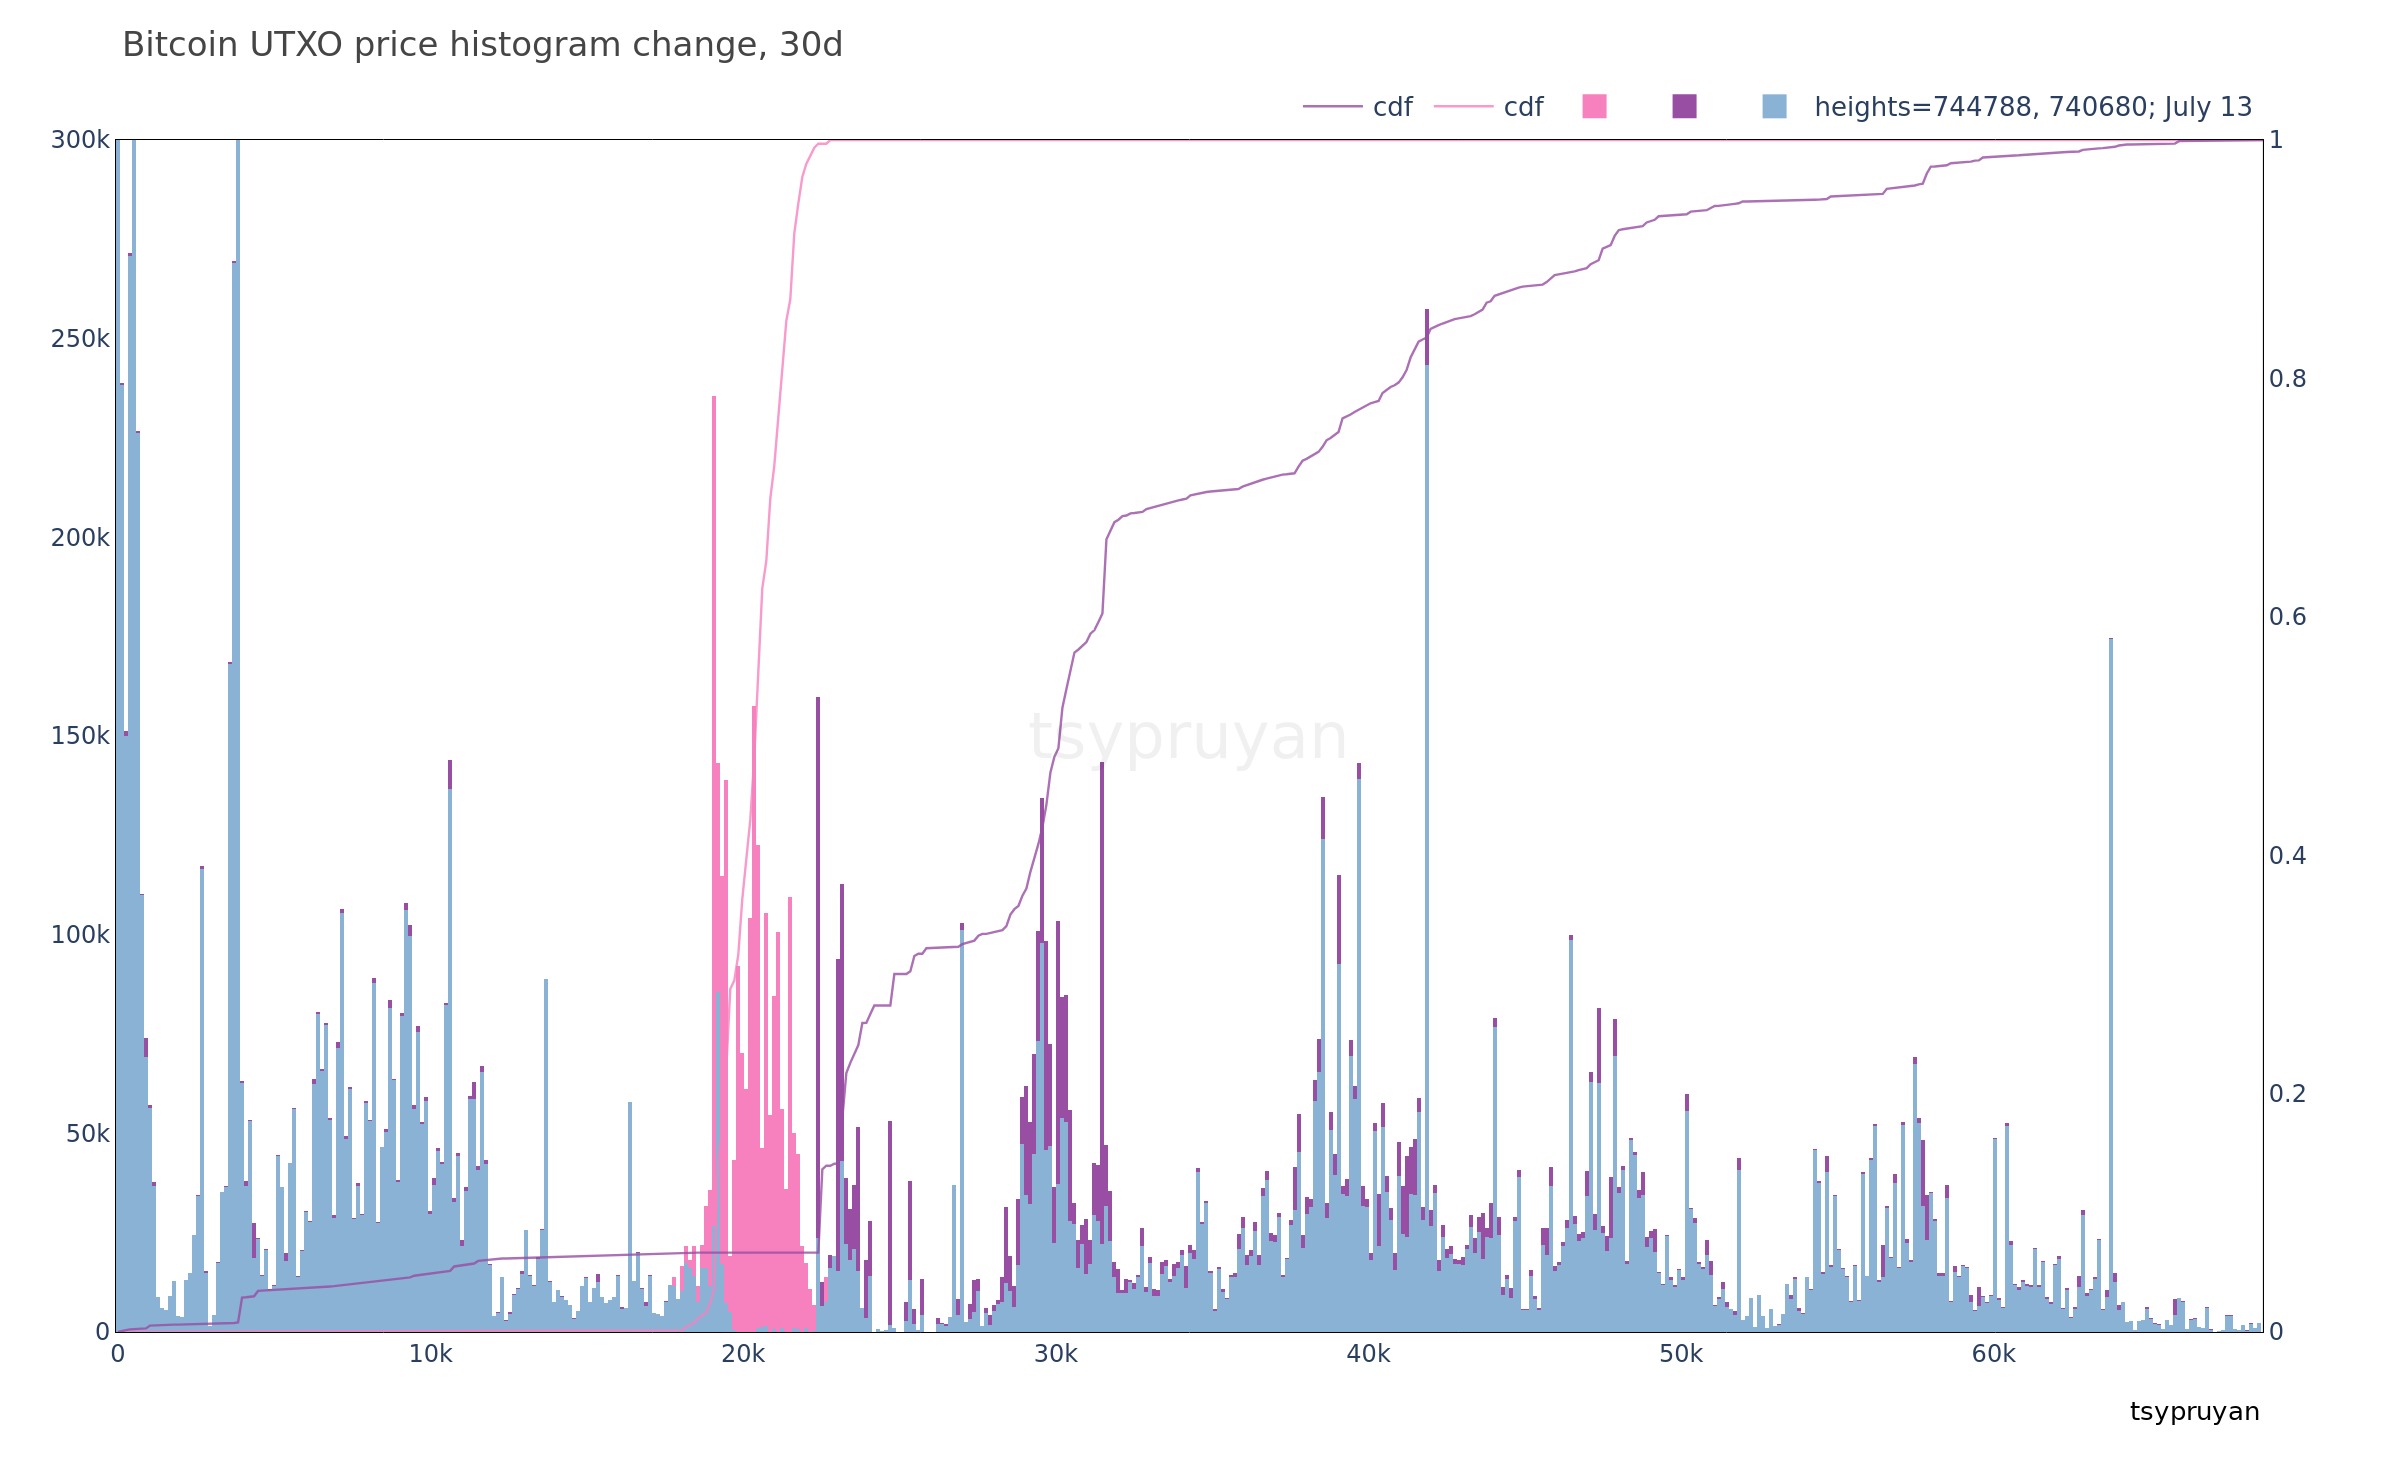 Bitcoin UTXO price histogram change, 30d
cdf cdf heights=744788, 740680; July 13
300k
250k
200k
150k
100k
50k
0
1
0.8
0.6
0.4
0.2
0
tsypruyan
0 10k 20k 30k 40k 50k 60k
tsypruyan